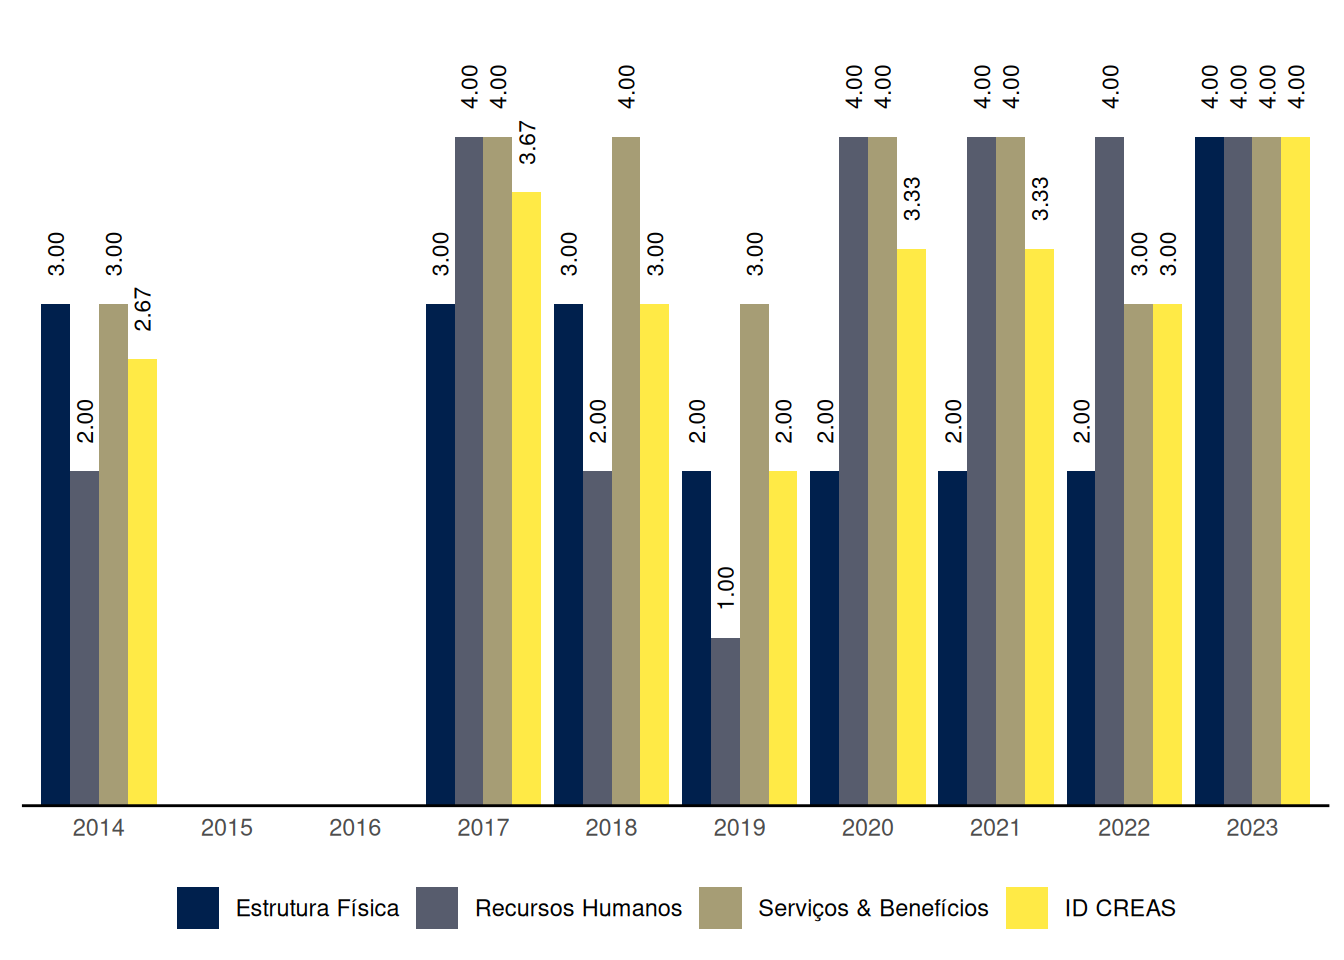 4.00 4.00 4.00 4.00 4.00 4.00 4.00 4.00 4.00 4.00 4.00 4.00
3.67
3.33 3.33
3.00 3.00 3.00 3.00 3.00 3.00 3.00 3.00
2.67
2.00 2.00 2.00 2.00 2.00 2.00 2.00
1.00
2014 2015 2016 2017 2018 2019 2020 2021 2022 2023
Estrutura Física Recursos Humanos Serviços & Benefícios ID CREAS